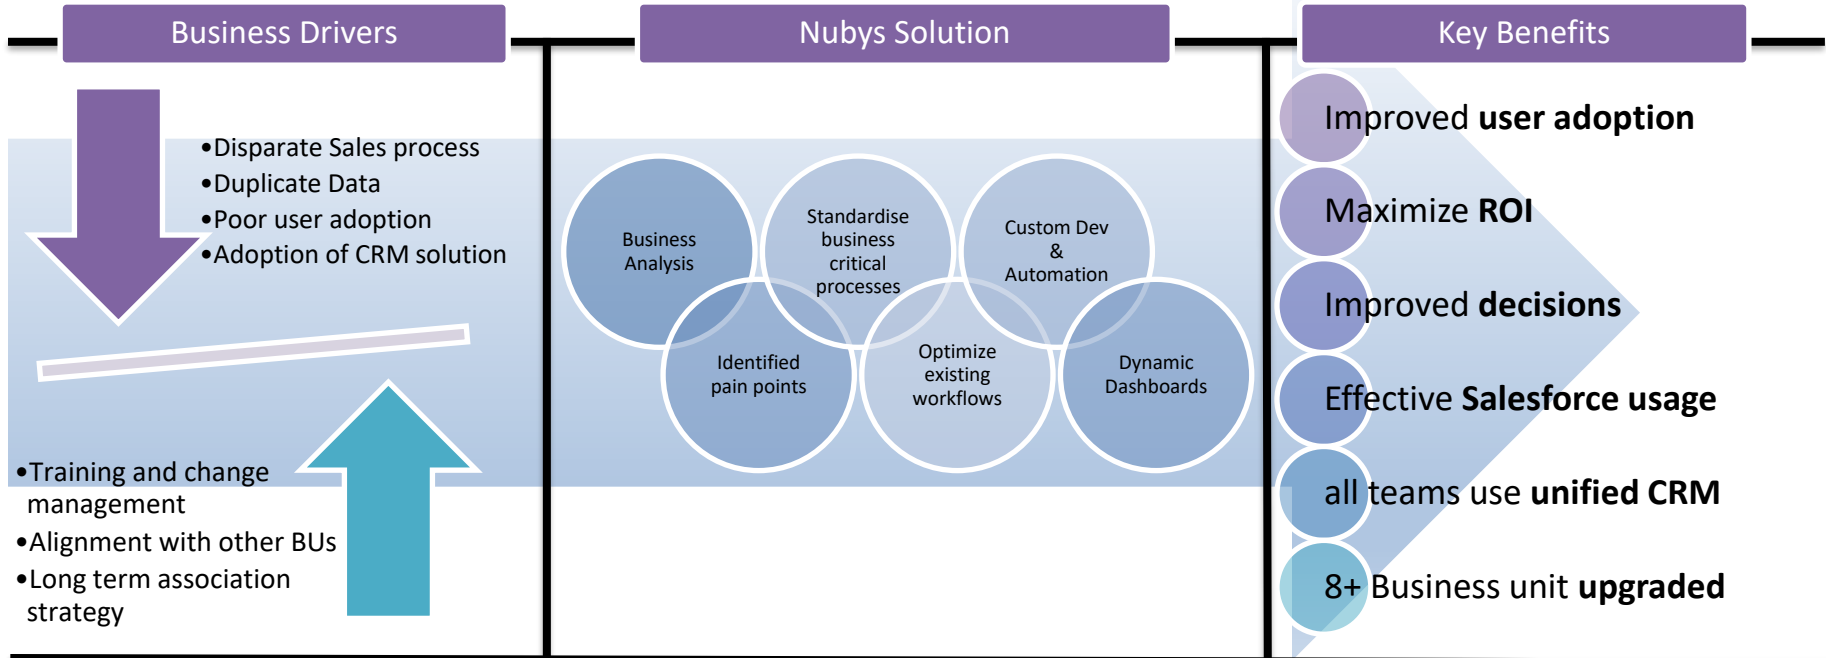 Business Drivers
•Disparate Sales process
•Duplicate Data
•Poor user adoption
•Adoption of CRM solution
•Training and change
management
•Alignment with other BUs
•Long term association
strategy
Nubys Solution
Business
Analysis
Identified
pain points
Standardise
business
critical
processes
Optimize
existing
workflows
Custom Dev
&
Automation
Dynamic
Dashboards
Key Benefits
Improved user adoption
Maximize ROI
Improved decisions
Effective Salesforce usage
all teams use unified CRM
8+ Business unit upgraded